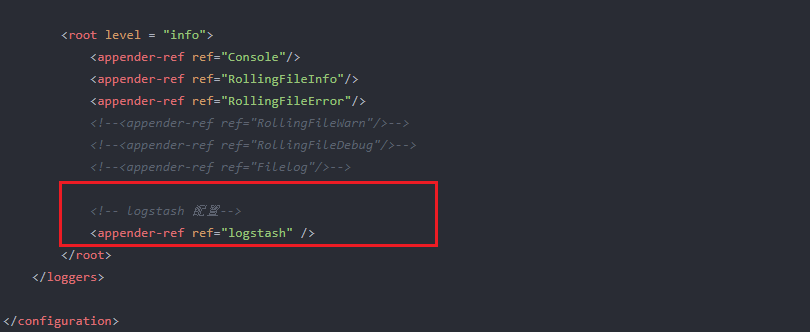 <root level = "info">
<appender-ref ref="Console"/>
<appender-ref ref="RollingFileInfo"/>
<appender-ref ref="RollingFileError"/>
<!--<appender-ref ref="RollingFileWarn"/>-->
<!--<appender-ref ref="RollingFileDebug"/>-->
<!--<appender-ref ref="Filelog"/>-->
<!-- logstash 配置-->
<appender-ref ref="logstash" />
</root>
</loggers>
</configuration>